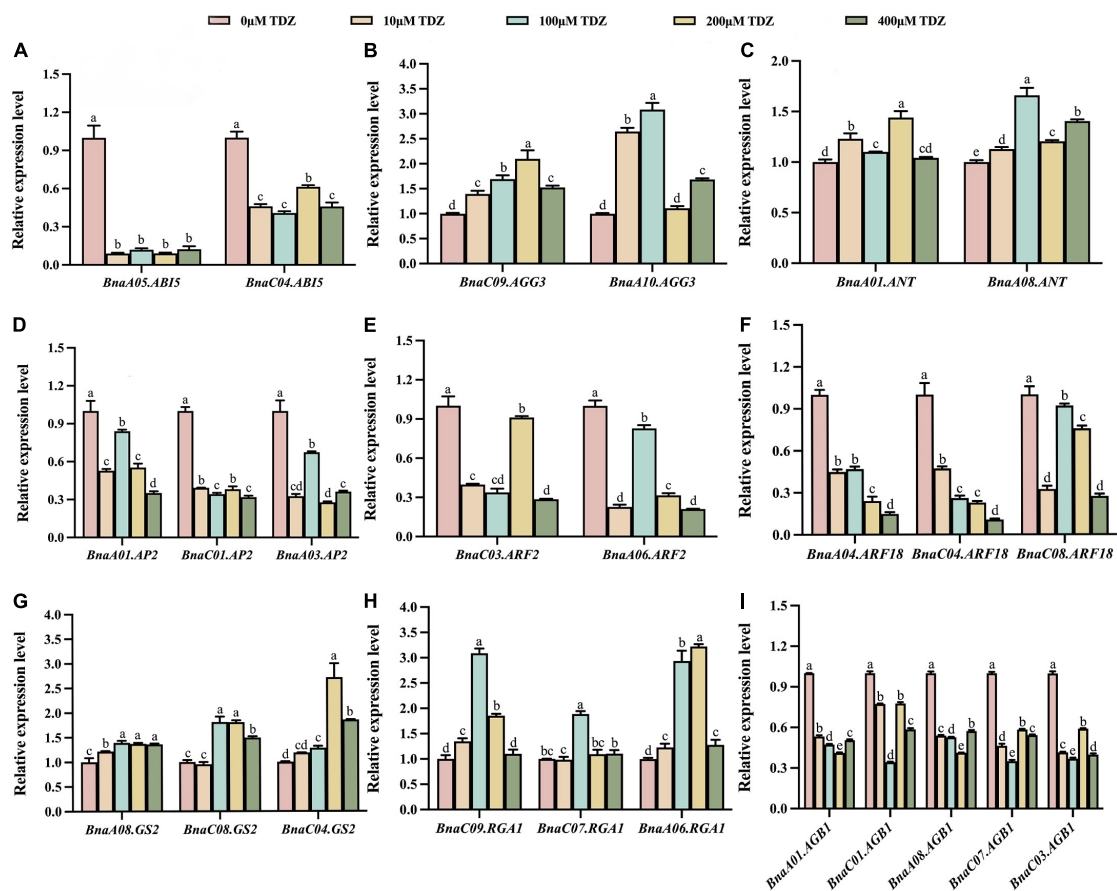 0μM TDZ 10μM TDZ 100μM TDZ 200μM TDZ 400μM TDZ
A
Relative expression level
1.5
1.2
0.9
0.6
0.3
0.0
a b b b b a c c b c
BnaA05.ABI5 BnaC04.ABI5
B
Relative expression level
4.0
3.5
3.0
2.5
2.0
1.5
1.0
0.5
0.0
d c b a c d b a d c
BnaC09.AGG3 BnaA10.AGG3
C
Relative expression level
2.0
1.5
1.0
0.5
0.0
d b c a cd e d a c b
BnaA01.ANT BnaA08.ANT
D
Relative expression level
1.5
1.2
0.9
0.6
0.3
0.0
a c b c d a b c b c a cd b d c
BnaA01.AP2 BnaC01.AP2 BnaA03.AP2
E
Relative expression level
1.5
1.2
0.9
0.6
0.3
0.0
a c cd b d a d b c d
BnaC03.ARF2 BnaA06.ARF2
F
Relative expression level
1.5
1.2
0.9
0.6
0.3
0.0
a b b c d a b c c d a d b c d
BnaA04.ARF18 BnaC04.ARF18 BnaC08.ARF18
G
Relative expression level
4.0
3.5
3.0
2.5
2.0
1.5
1.0
0.5
0.0
c b a a a c c a a b d c c a b
BnaA08.GS2 BnaC08.GS2 BnaC04.GS2
H
Relative expression level
4.0
3.5
3.0
2.5
2.0
1.5
1.0
0.5
0.0
d c a b d bc c a bc b d c b a c
BnaC09.RGA1 BnaC07.RGA1 BnaA06.RGA1
I
Relative expression level
1.5
1.2
0.9
0.6
0.3
0.0
a b d e c a b d b c a c d e b a d e b c a c d b c
BnaA01.AGB1 BnaC01.AGB1 BnaA08.AGB1 BnaC07.AGB1 BnaC03.AGB1